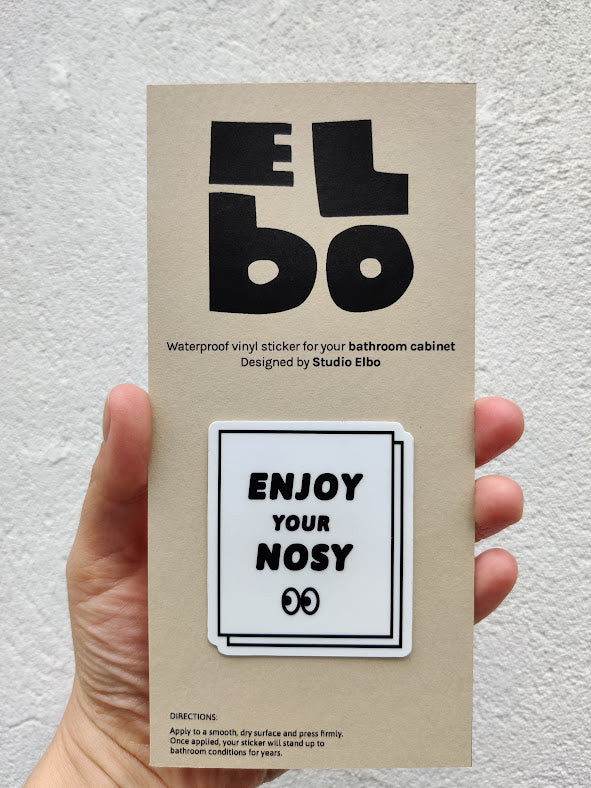 EL
bo
Waterproof vinyl sticker for your bathroom cabinet
Designed by Studio Elbo
ENJOY
YOUR
NOSY
DIRECTIONS:
Apply to a smooth, dry surface and press firmly.
Once applied, your sticker will stand up to
bathroom conditions for years.